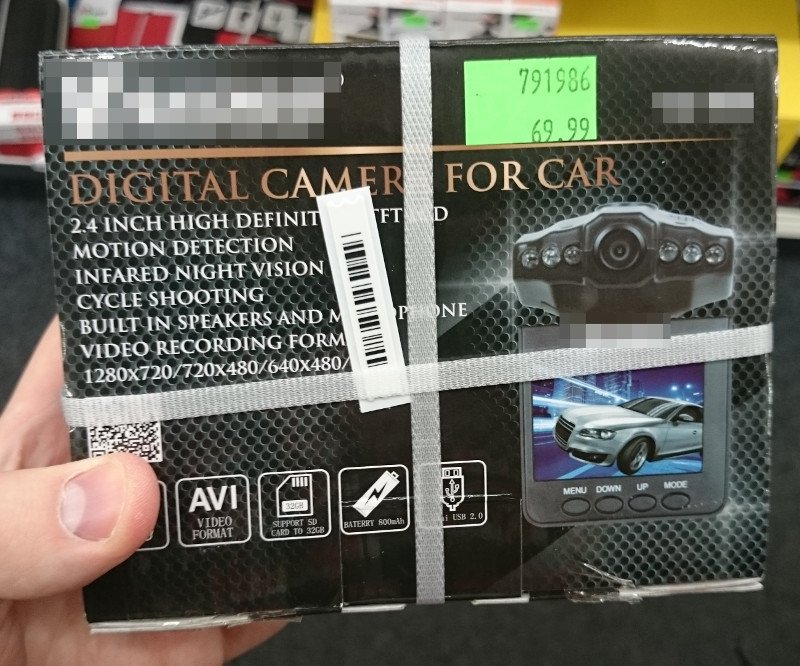 791986
69.99
DIGITAL CAMERA FOR CAR
2.4 INCH HIGH DEFINIT TFT D
MOTION DETECTION
INFARED NIGHT VISION
CYCLE SHOOTING
BUILT IN SPEAKERS AND M OPHONE
VIDEO RECORDING FORM
1280x720/720x480/640x480/
AVI
VIDEO
FORMAT
32GB
SUPPORT SD
CARD TO 32GB
BATERRY 800mAh
USB 2.0
MENU DOWN UP MODE